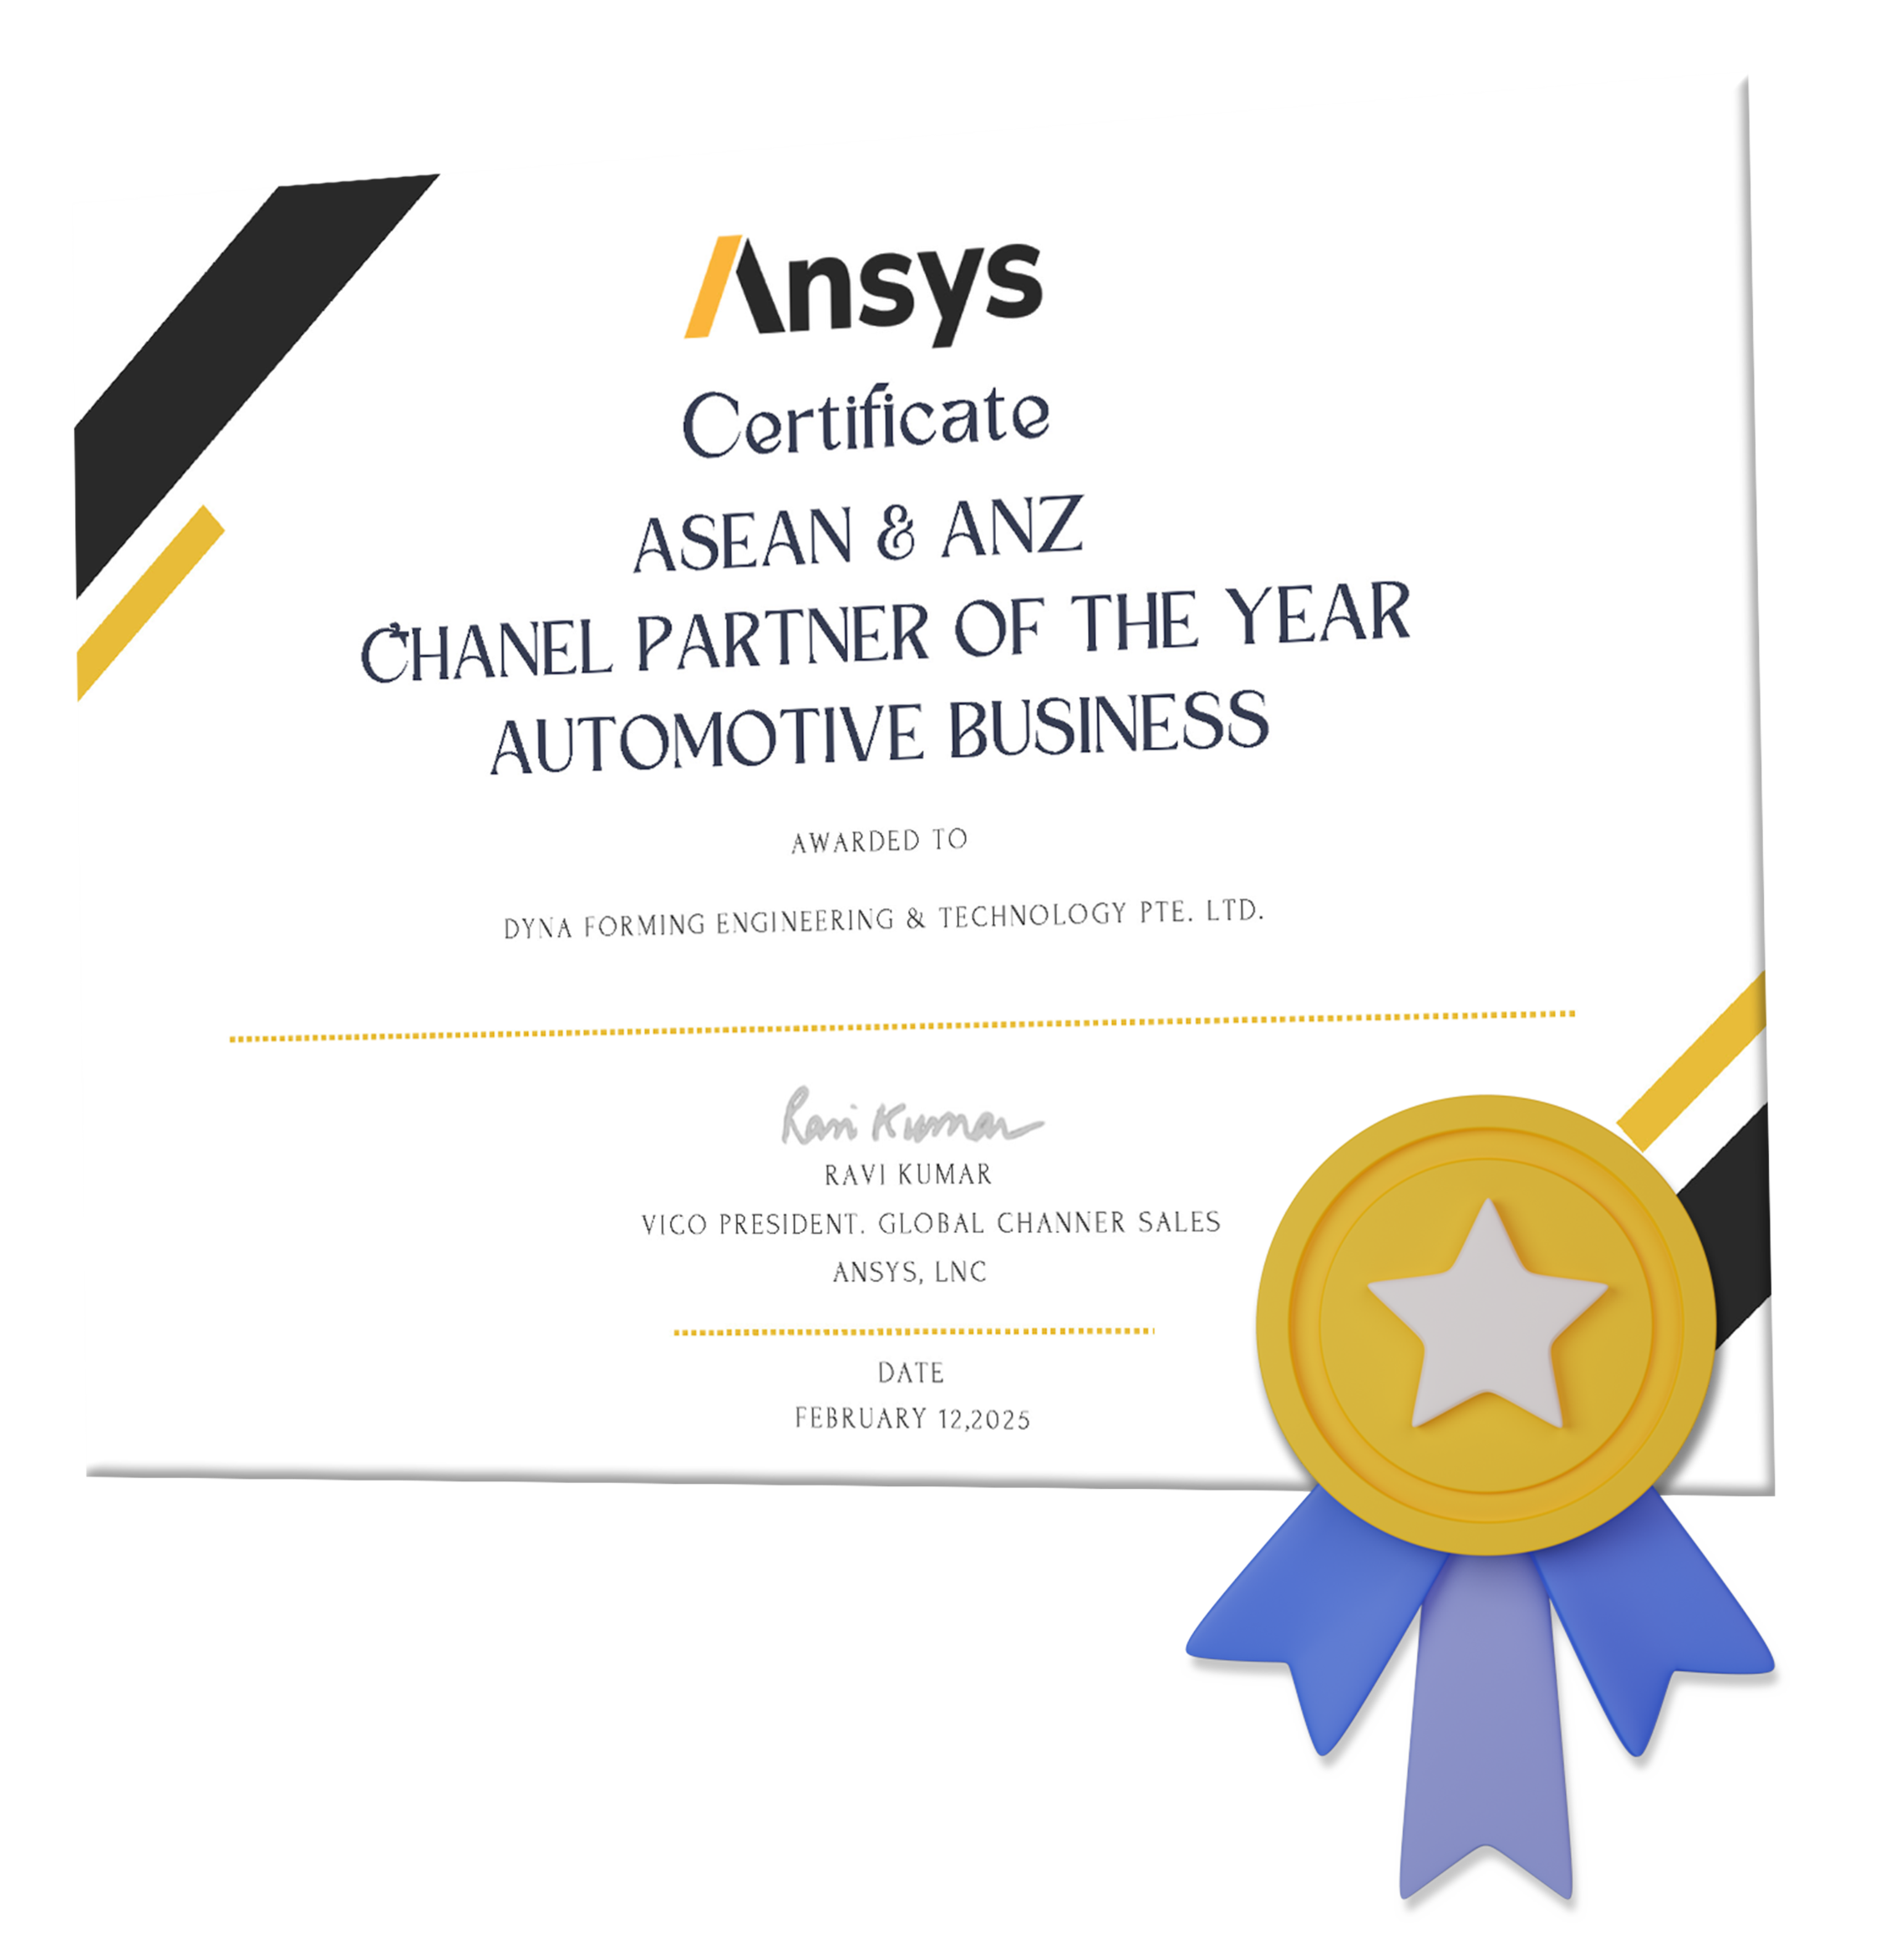 Ansys
Certificate
ASEAN & ANZ
CHANEL PARTNER OF THE YEAR
AUTOMOTIVE BUSINESS
AWARDED TO
DYNA FORMING ENGINEERING & TECHNOLOGY PTE. LTD.
Ravi Kumar
RAVI KUMAR
VICO PRESIDENT. GLOBAL CHANNER SALES
ANSYS, LNC
DATE
FEBRUARY 12,2025